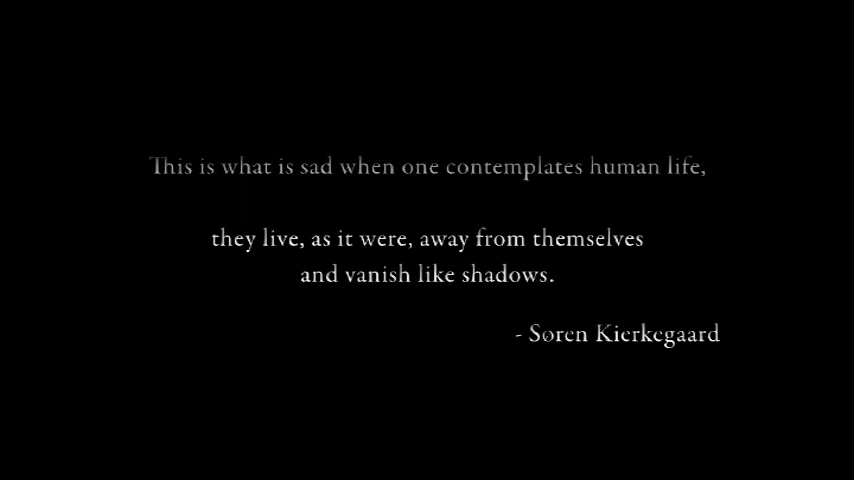 This is what is sad when one contemplates human life,
they live, as it were, away from themselves
and vanish like shadows.
- Søren Kierkegaard